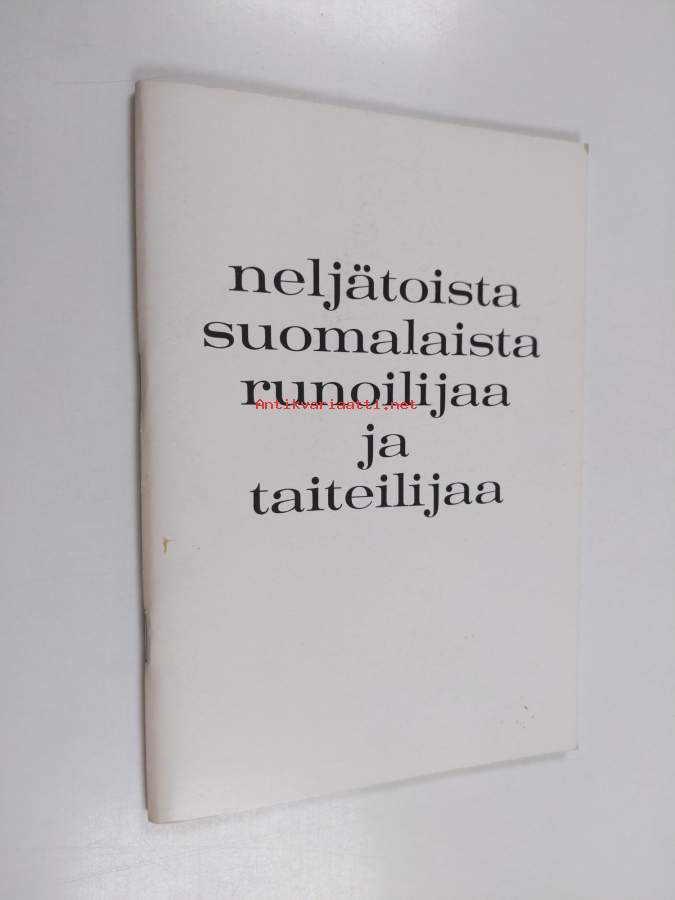 neljätoista
suomalaista
runoilijaa
Antikvariaatti.net
ja
taiteilijaa